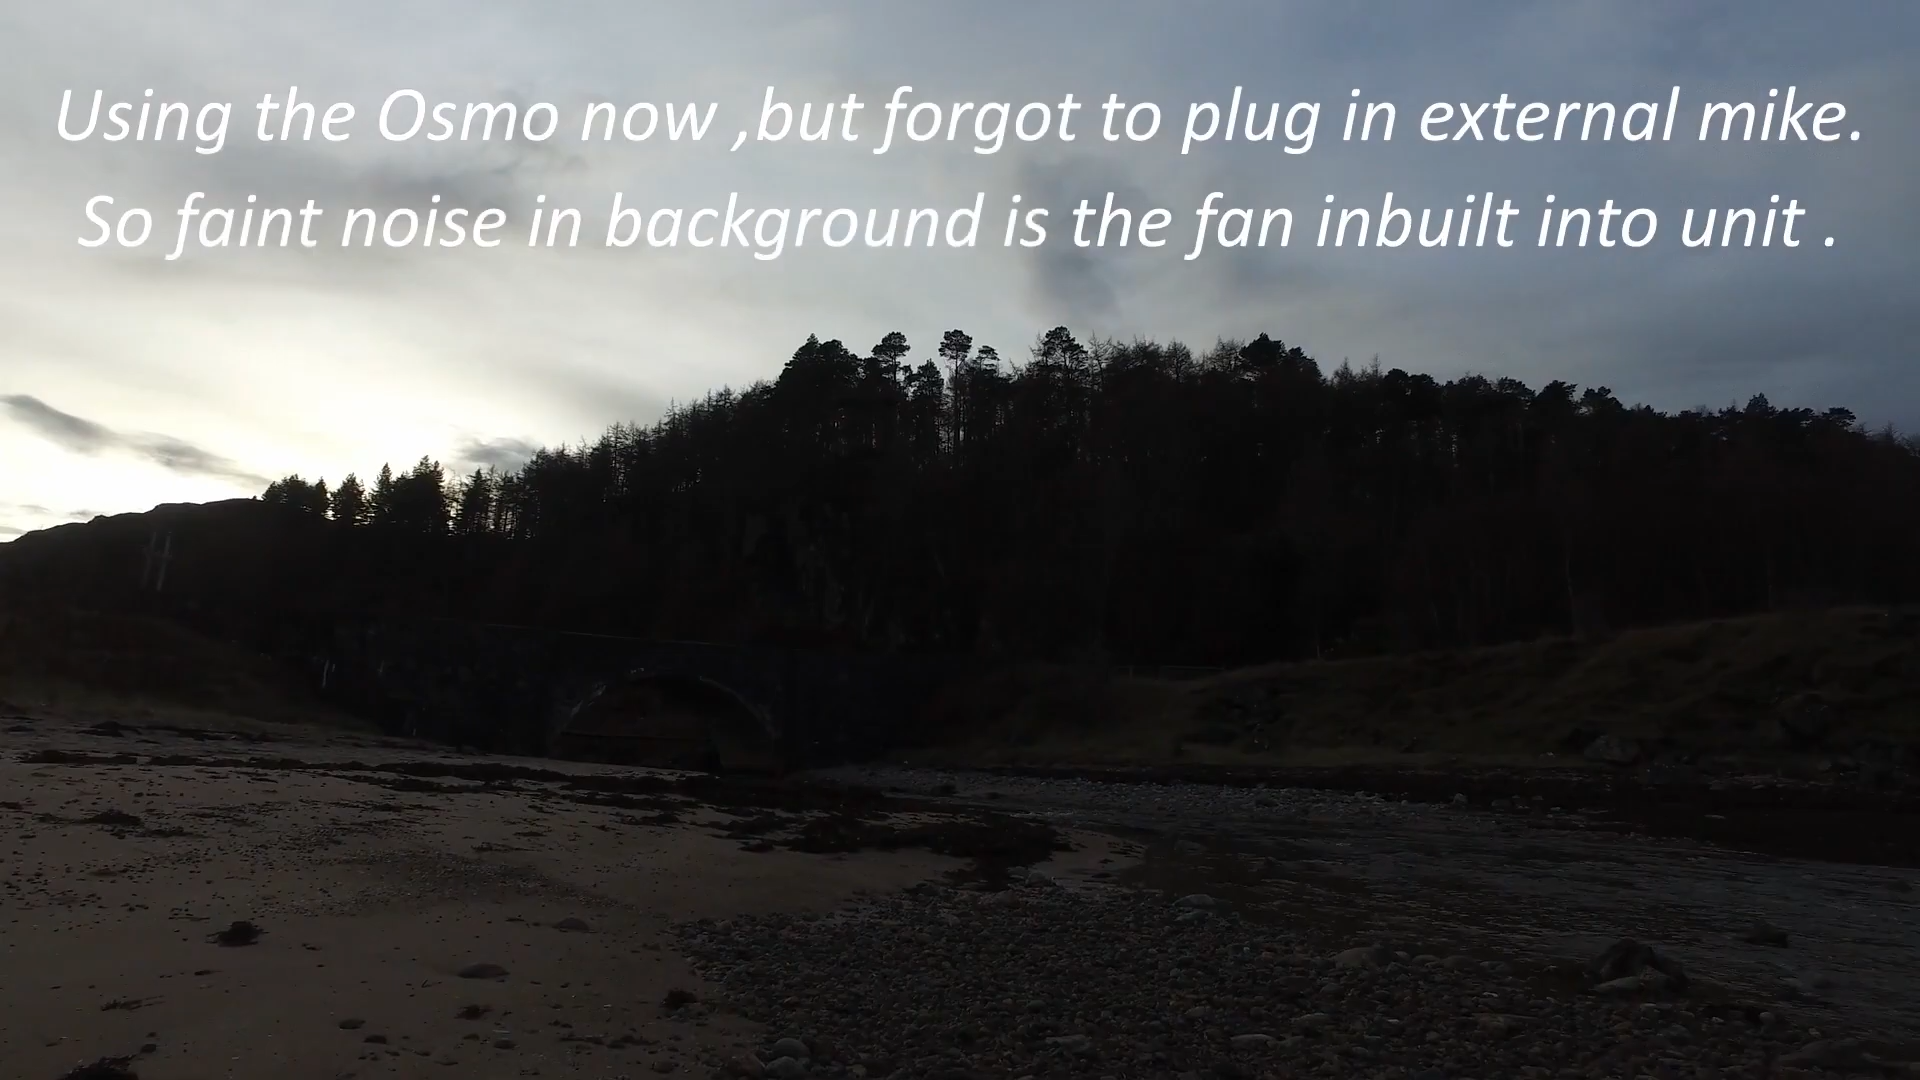 Using the Osmo now ,but forgot to plug in external mike.
So faint noise in background is the fan inbuilt into unit .